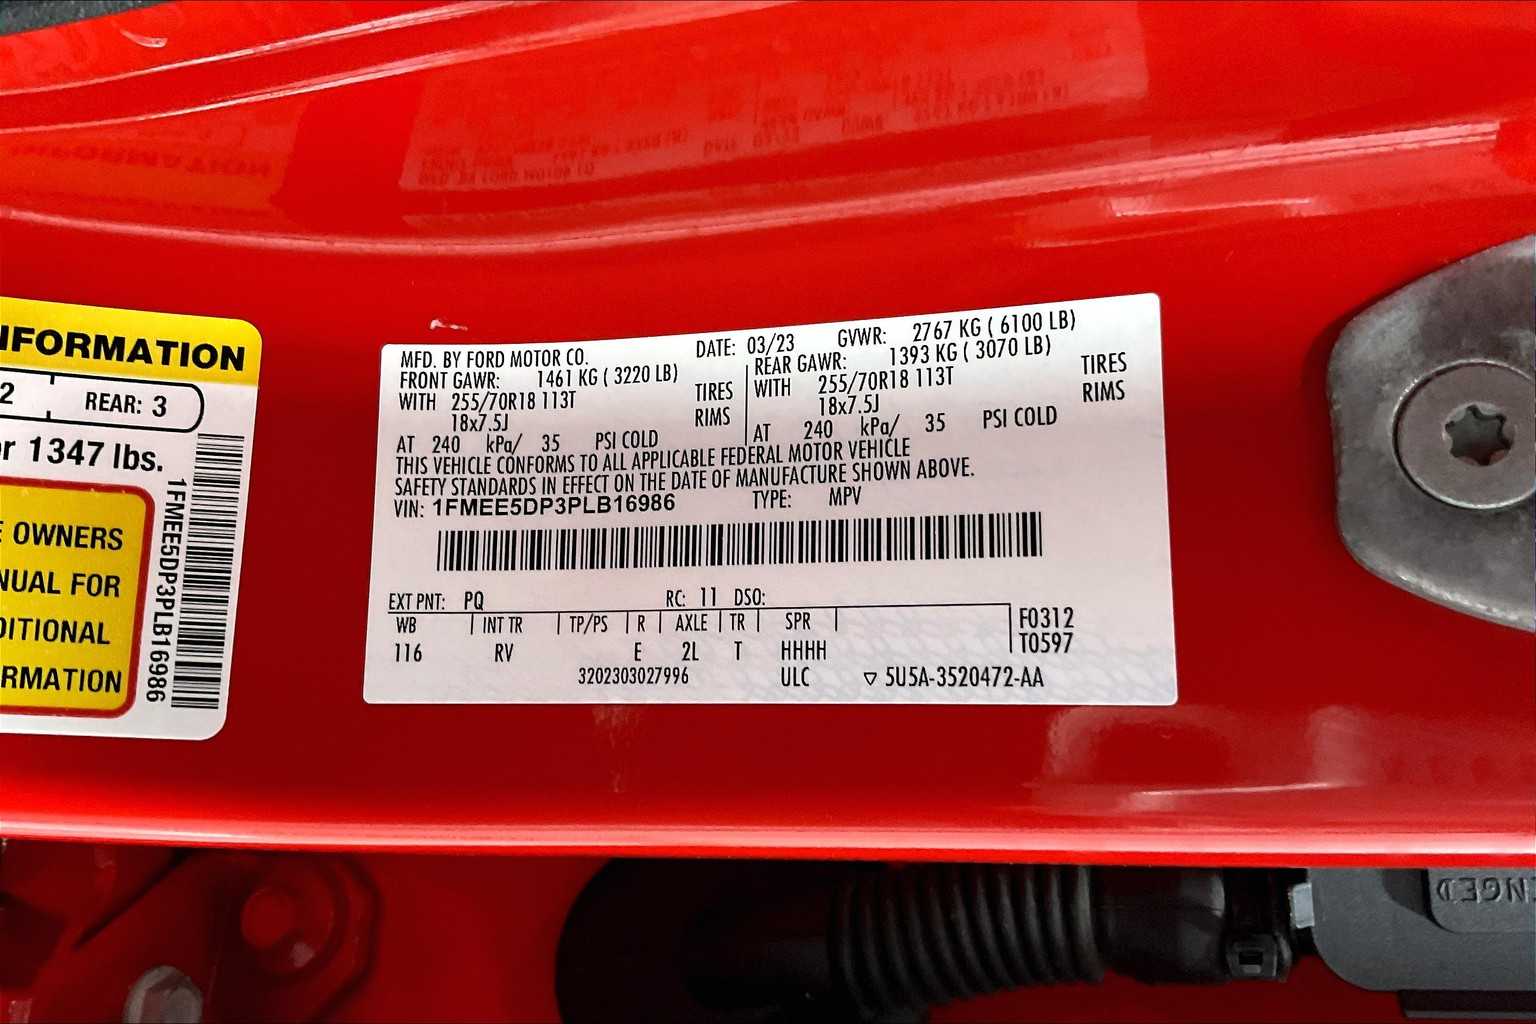 NFORMATION
2
REAR: 3
r 1347 lbs.
OWNERS
NUAL FOR
DITIONAL
RMATION
1FMEE5DP3PLB16986
MFD. BY FORD MOTOR CO.
DATE: 03/23 GVWR: 2767 KG ( 6100 LB)
FRONT GAWR: 1461 KG ( 3220 LB)
WITH 255/70R18 113T TIRES
18x7.5J RIMS
AT 240 kPa/ 35 PSI COLD
REAR GAWR: 1393 KG ( 3070 LB)
WITH 255/70R18 113T TIRES
18x7.5J RIMS
AT 240 kPa/ 35 PSI COLD
THIS VEHICLE CONFORMS TO ALL APPLICABLE FEDERAL MOTOR VEHICLE
SAFETY STANDARDS IN EFFECT ON THE DATE OF MANUFACTURE SHOWN ABOVE.
VIN: 1FMEE5DP3PLB16986 TYPE: MPV
EXT PNT: PQ RC: 11 DSO:
WB INT TR TP/PS R AXLE TR SPR F0312
116 RV E 2L T HHHH T0597
3202303027996 ULC ▽ 5U5A-3520472-AA
ENGED